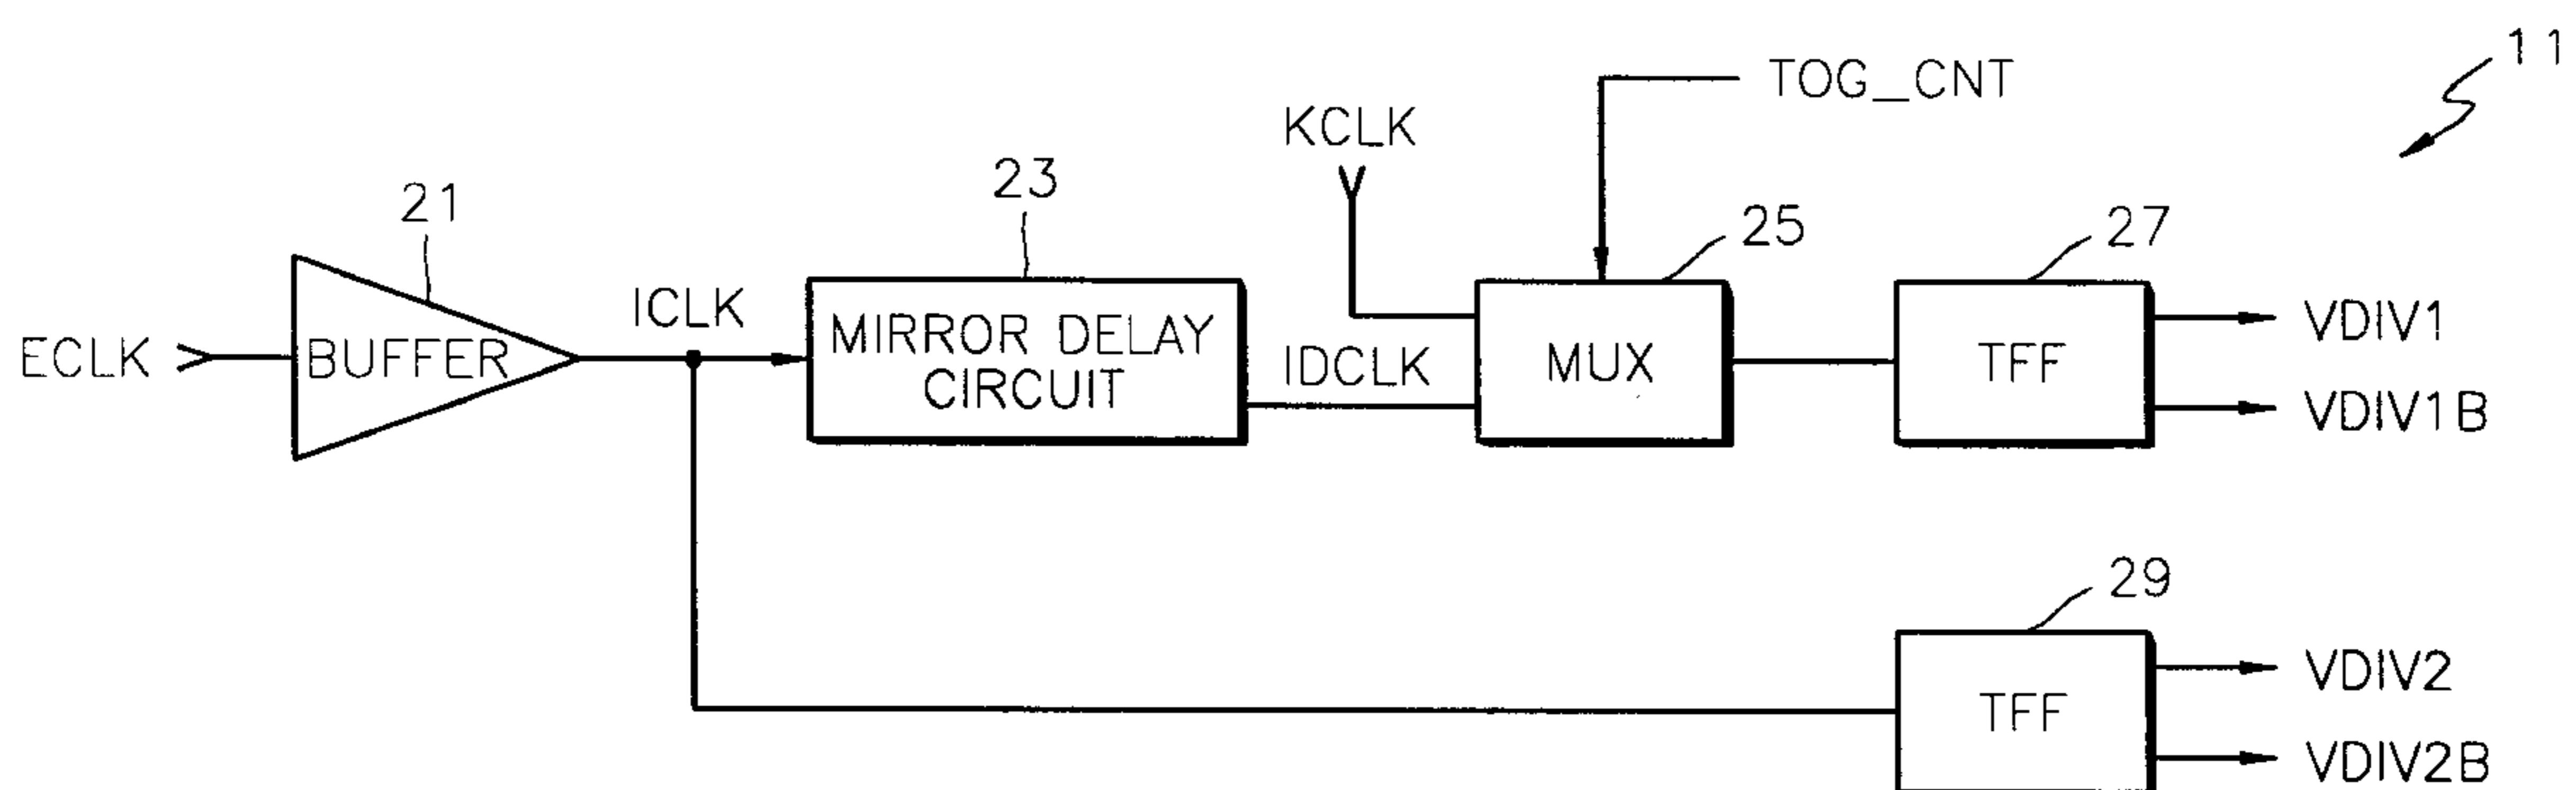 11
TOG_CNT
KCLK
23
21
25
27
ICLK
ECLK
BUFFER
MIRROR DELAY
CIRCUIT
IDCLK
MUX
TFF
VDIV1
VDIV1B
29
TFF
VDIV2
VDIV2B